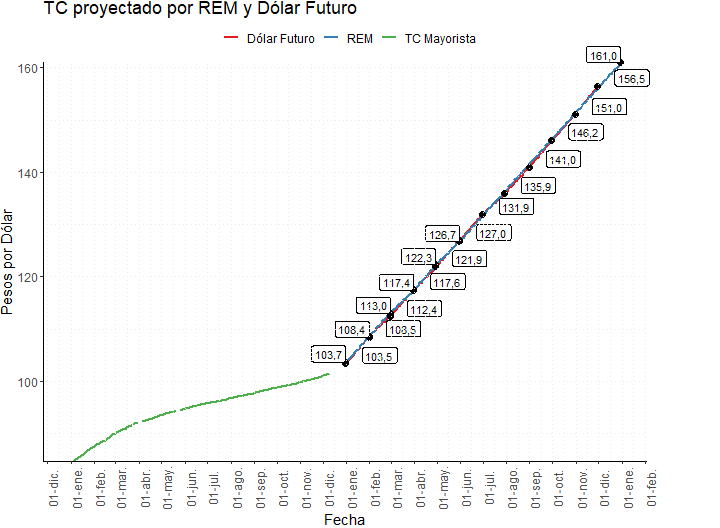 TC proyectado por REM y Dólar Futuro
Dólar Futuro REM TC Mayorista
Pesos por Dólar
160
140
120
100
161,0
156,5
151,0
146,2
141,0
135,9
131,9
126,7
127,0
122,3
121,9
117,4
117,6
113,0
112,4
108,4
108,5
103,7
103,5
01-dic.
01-ene.
01-feb.
01-mar.
01-abr.
01-may.
01-jun.
01-jul.
01-ago.
01-sep.
01-oct.
01-nov.
01-dic.
01-ene.
01-feb.
01-mar.
01-abr.
01-may.
01-jun.
01-jul.
01-ago.
01-sep.
01-oct.
01-nov.
01-dic.
01-ene.
01-feb.
Fecha